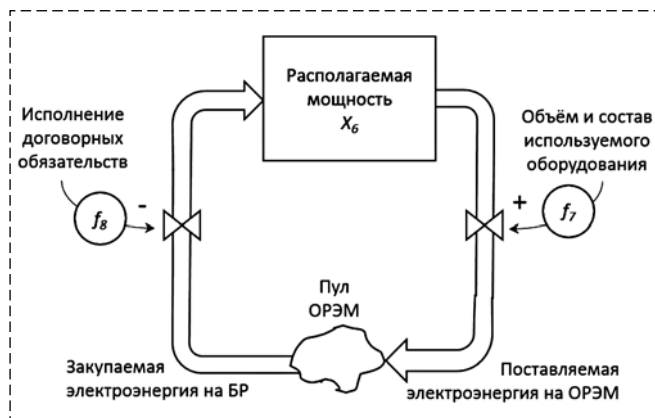 Располагаемая
мощность
X₆
Исполнение
договорных
обязательств
f₈
-
Объём и состав
используемого
оборудования
+
f₇
Пул
ОРЭМ
Закупаемая
электроэнергия на БР
Поставляемая
электроэнергия на ОРЭМ